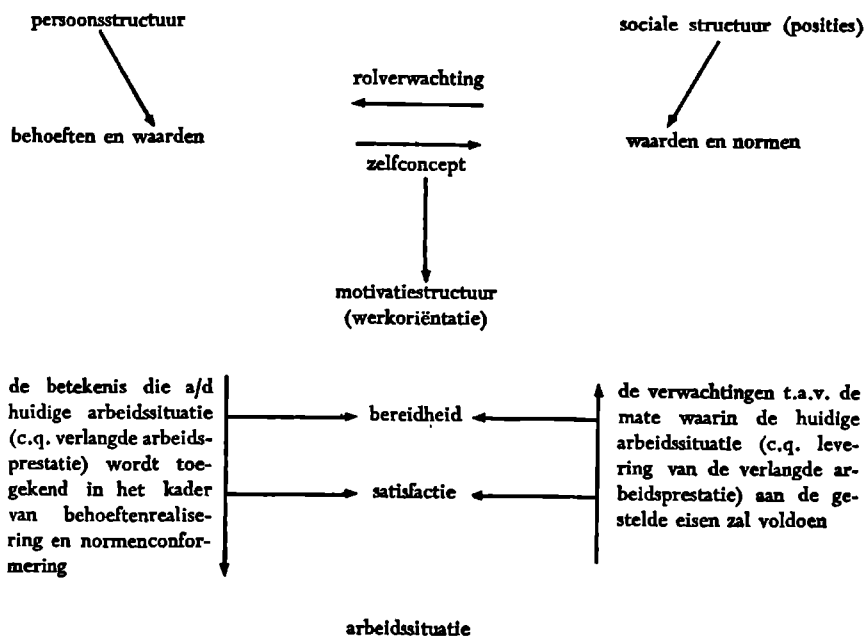 persoonsstructuur
sociale structuur (posities)
rolverwachting
behoeften en waarden
waarden en normen
zelfconcept
motivatiestructuur
(werkoriëntatie)
de betekenis die a/d
huidige arbeidssituatie
(c.q. verlangde arbeids-
prestatie) wordt toe-
gekend in het kader
van behoeftenrealise-
ring en normenconfor-
mering
bereidheid
satisfactie
de verwachtingen t.a.v. de
mate waarin de huidige
arbeidssituatie (c.q. leve-
ring van de verlangde ar-
beidsprestatie) aan de ge-
stelde eisen zal voldoen
arbeidssituatie